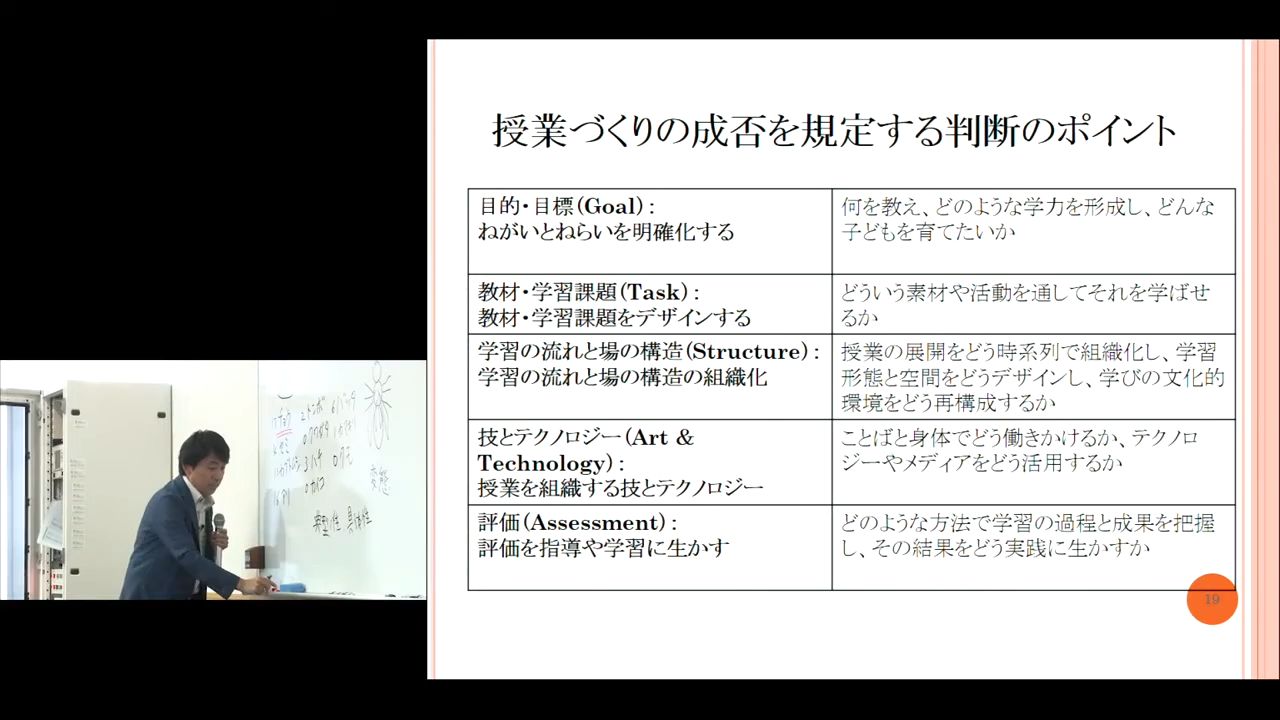 授業づくりの成否を規定する判断のポイント
目的・目標(Goal):
ねがいとねらいを明確化する
何を教え、どのような学力を形成し、どんな
子どもを育てたいか
教材・学習課題(Task):
教材・学習課題をデザインする
どういう素材や活動を通してそれを学ばせ
るか
学習の流れと場の構造(Structure):
学習の流れと場の構造の組織化
授業の展開をどう時系列で組織化し、学習
形態と空間をどうデザインし、学びの文化的
環境をどう再構成するか
技とテクノロジー(Art &
Technology):
授業を組織する技とテクノロジー
ことばと身体でどう働きかけるか、テクノロ
ジーやメディアをどう活用するか
評価(Assessment):
評価を指導や学習に生かす
どのような方法で学習の過程と成果を把握
し、その結果をどう実践に生かすか
19
変態
典型性 具体性